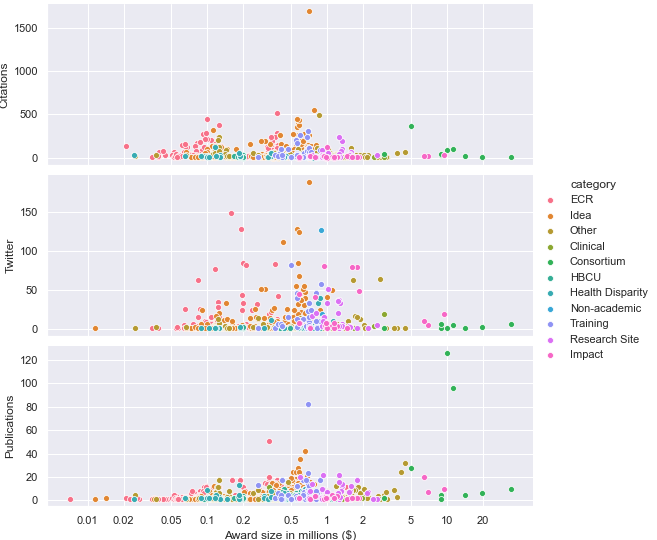 1500
1000
500
0
Citations
150
100
50
0
Twitter
120
100
80
60
40
20
0
Publications
0.01
0.02
0.05
0.1
0.2
0.5
1
2
5
10
20
Award size in millions ($)
category
ECR
Idea
Other
Clinical
Consortium
HBCU
Health Disparity
Non-academic
Training
Research Site
Impact